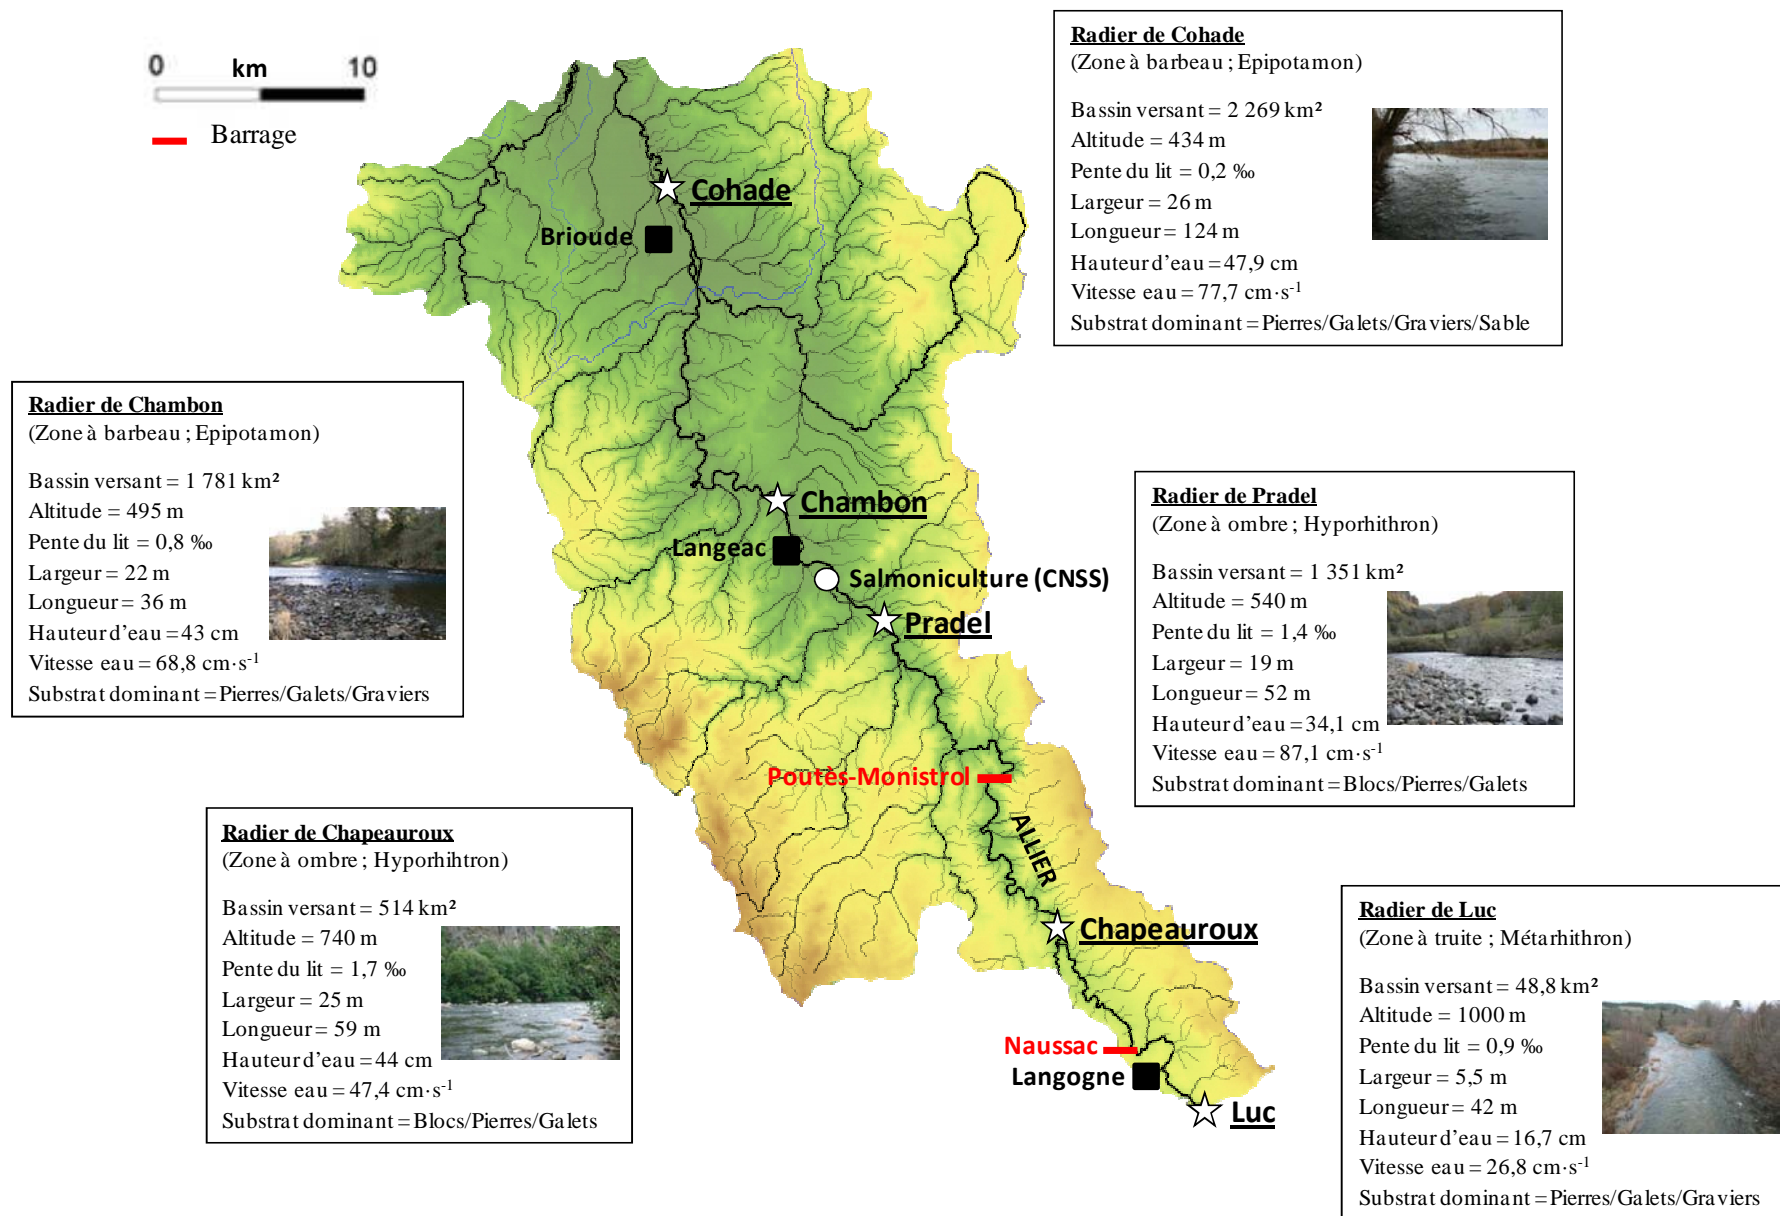 0 km 10
Barrage
Radier de Cohade
(Zone à barbeau ; Epipotamon)
Bassin versant = 2 269 km²
Altitude = 434 m
Pente du lit = 0,2 ‰
Largeur = 26 m
Longueur = 124 m
Hauteur d'eau = 47,9 cm
Vitesse eau = 77,7 cm·s-1
Substrat dominant = Pierres/Galets/Graviers/Sable
Cohade
Brioude
Radier de Chambon
(Zone à barbeau ; Epipotamon)
Bassin versant = 1 781 km²
Altitude = 495 m
Pente du lit = 0,8 ‰
Largeur = 22 m
Longueur = 36 m
Hauteur d'eau = 43 cm
Vitesse eau = 68,8 cm·s-1
Substrat dominant = Pierres/Galets/Graviers
Chambon
Langeac
Salmoniculture (CNSS)
Pradel
Radier de Pradel
(Zone à ombre ; Hyporhithron)
Bassin versant = 1 351 km²
Altitude = 540 m
Pente du lit = 1,4 ‰
Largeur = 19 m
Longueur = 52 m
Hauteur d'eau = 34,1 cm
Vitesse eau = 87,1 cm·s-1
Substrat dominant = Blocs/Pierres/Galets
Poutès-Monistrol
ALLIER
Radier de Chapeauroux
(Zone à ombre ; Hyporhihtron)
Bassin versant = 514 km²
Altitude = 740 m
Pente du lit = 1,7 ‰
Largeur = 25 m
Longueur = 59 m
Hauteur d'eau = 44 cm
Vitesse eau = 47,4 cm·s-1
Substrat dominant = Blocs/Pierres/Galets
Chapeauroux
Naussac
Langogne
Luc
Radier de Luc
(Zone à truite ; Métarhithron)
Bassin versant = 48,8 km²
Altitude = 1000 m
Pente du lit = 0,9 ‰
Largeur = 5,5 m
Longueur = 42 m
Hauteur d'eau = 16,7 cm
Vitesse eau = 26,8 cm·s-1
Substrat dominant = Pierres/Galets/Graviers